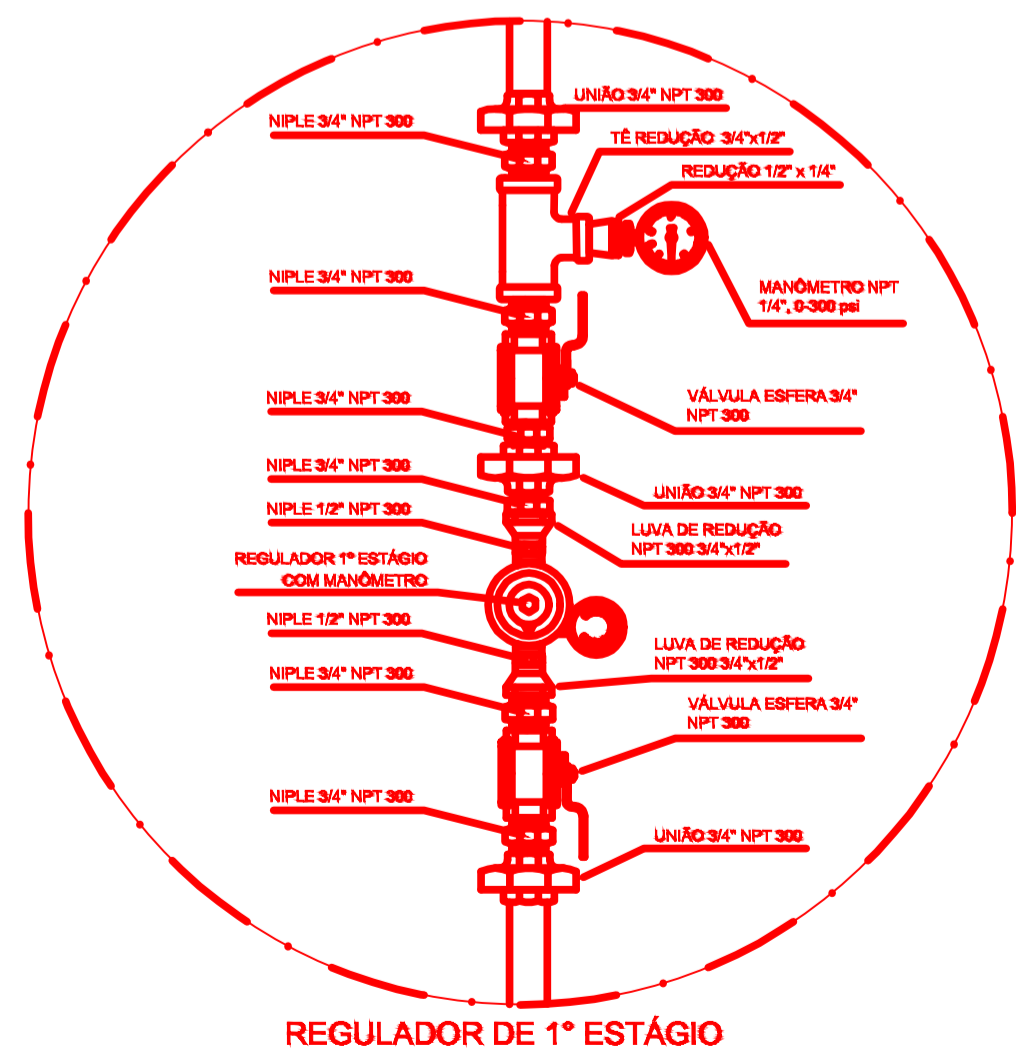 UNIÃO 3/4" NPT 300
NIPLE 3/4" NPT 300
TÊ REDUÇÃO 3/4"x1/2"
REDUÇÃO 1/2" x 1/4"
NIPLE 3/4" NPT 300
MANÔMETRO NPT
1/4", 0-300 psi
NIPLE 3/4" NPT 300
VÁLVULA ESFERA 3/4"
NPT 300
NIPLE 3/4" NPT 300
UNIÃO 3/4" NPT 300
NIPLE 1/2" NPT 300
LUVA DE REDUÇÃO
NPT 300 3/4"x1/2"
REGULADOR 1º ESTÁGIO
COM MANÔMETRO
NIPLE 1/2" NPT 300
LUVA DE REDUÇÃO
NPT 300 3/4"x1/2"
NIPLE 3/4" NPT 300
VÁLVULA ESFERA 3/4"
NPT 300
NIPLE 3/4" NPT 300
UNIÃO 3/4" NPT 300
REGULADOR DE 1° ESTÁGIO